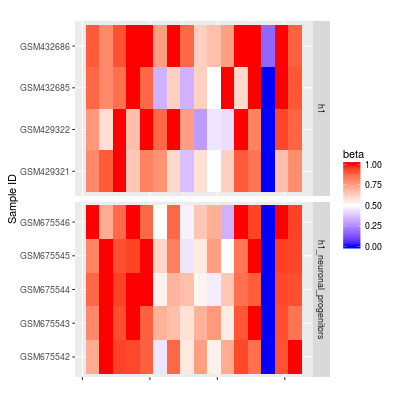 GSM432686
GSM432685
GSM429322
GSM429321
h1
GSM675546
GSM675545
GSM675544
GSM675543
GSM675542
h1_neuronal_progenitors
Sample ID
beta
1.00
0.75
0.50
0.25
0.00